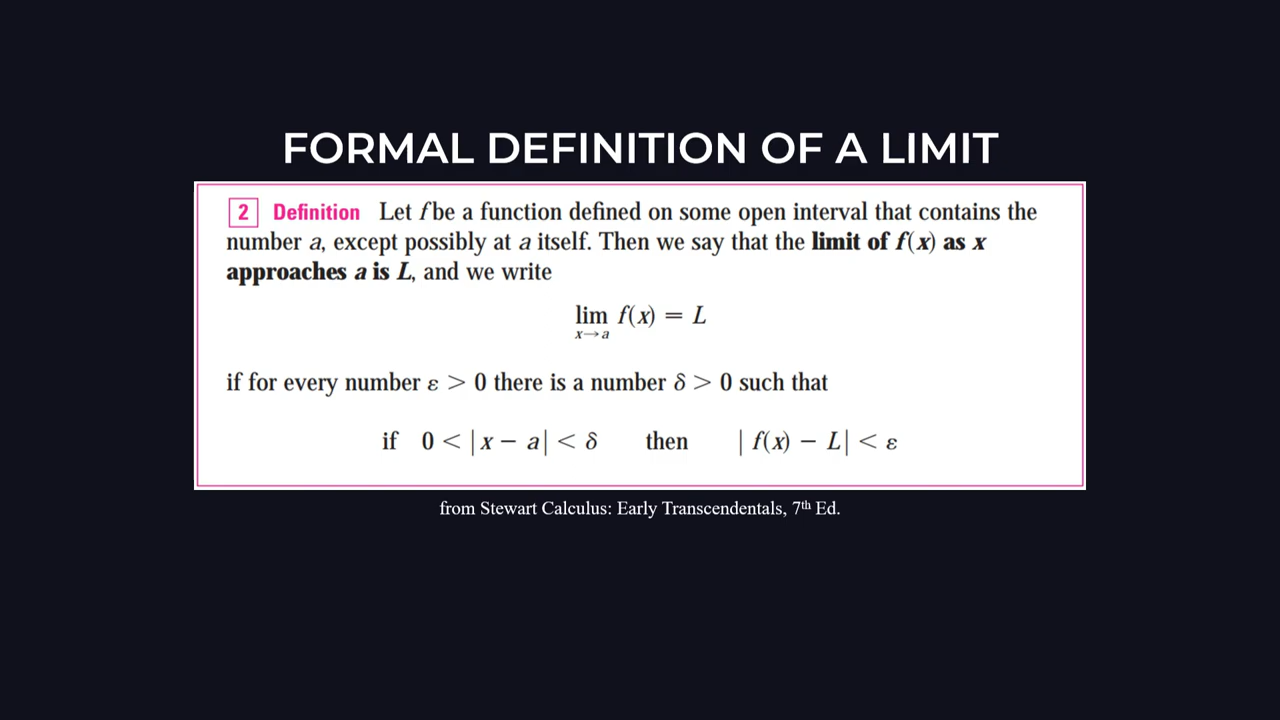 FORMAL DEFINITION OF A LIMIT
2 Definition Let f be a function defined on some open interval that contains the
number a, except possibly at a itself. Then we say that the limit of f(x) as x
approaches a is L, and we write
lim f(x) = L
x→a
if for every number ε > 0 there is a number δ > 0 such that
if 0 < |x − a| < δ then | f(x) − L| < ε
from Stewart Calculus: Early Transcendentals, 7th Ed.